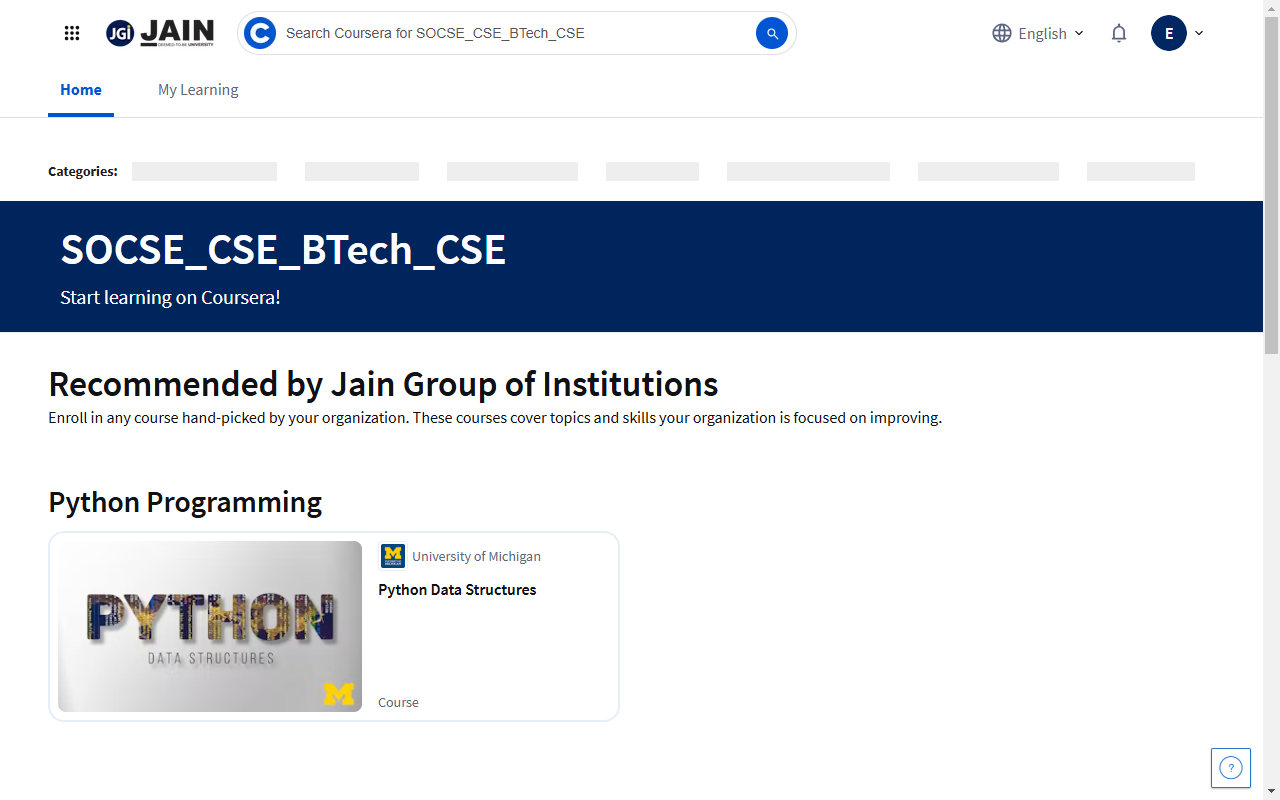 JGi JAIN
DEEMED-TO-BE UNIVERSITY
Search Coursera for SOCSE_CSE_BTech_CSE
English
E
Home
My Learning
Categories:
SOCSE_CSE_BTech_CSE
Start learning on Coursera!
Recommended by Jain Group of Institutions
Enroll in any course hand-picked by your organization. These courses cover topics and skills your organization is focused on improving.
Python Programming
PYTHON
DATA STRUCTURES
M
University of Michigan
Python Data Structures
Course
?